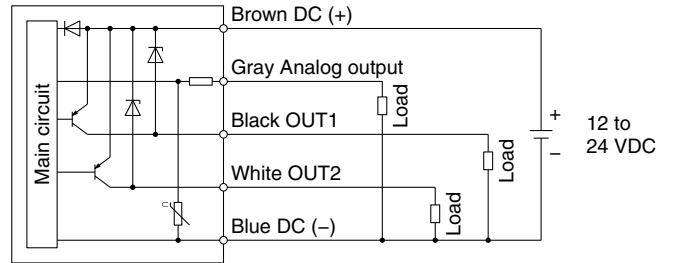 Brown DC (+)
Gray Analog output
Black OUT1
White OUT2
Blue DC (−)
Main circuit
Load
Load
Load
+
−
12 to
24 VDC